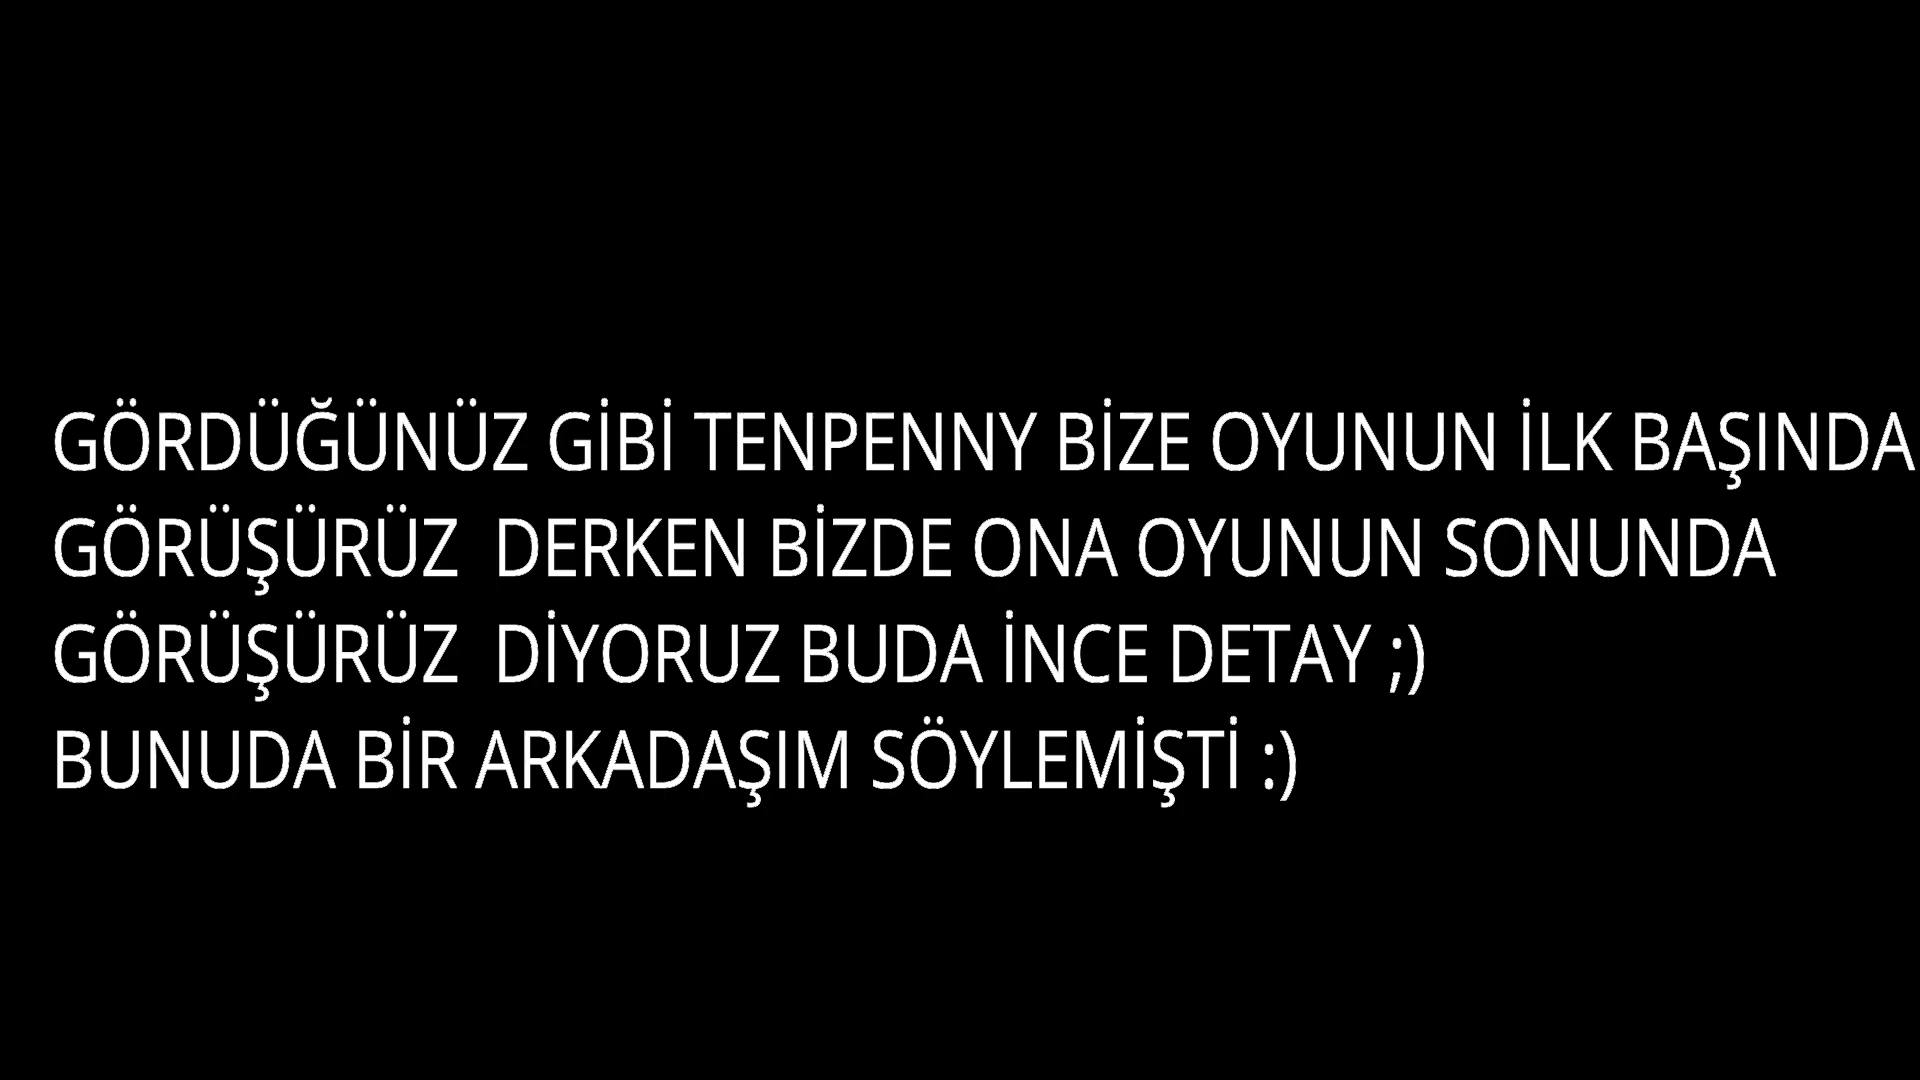 GÖRDÜĞÜNÜZ GİBİ TENPENNY BİZE OYUNUN İLK BAŞINDA
GÖRÜŞÜRÜZ  DERKEN BİZDE ONA OYUNUN SONUNDA
GÖRÜŞÜRÜZ  DİYORUZ BUDA İNCE DETAY ;)
BUNUDA BİR ARKADAŞIM SÖYLEMİŞTİ :)